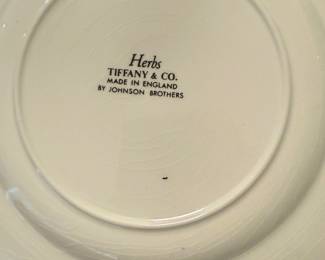 Herbs
TIFFANY & CO.
MADE IN ENGLAND
BY JOHNSON BROTHERS